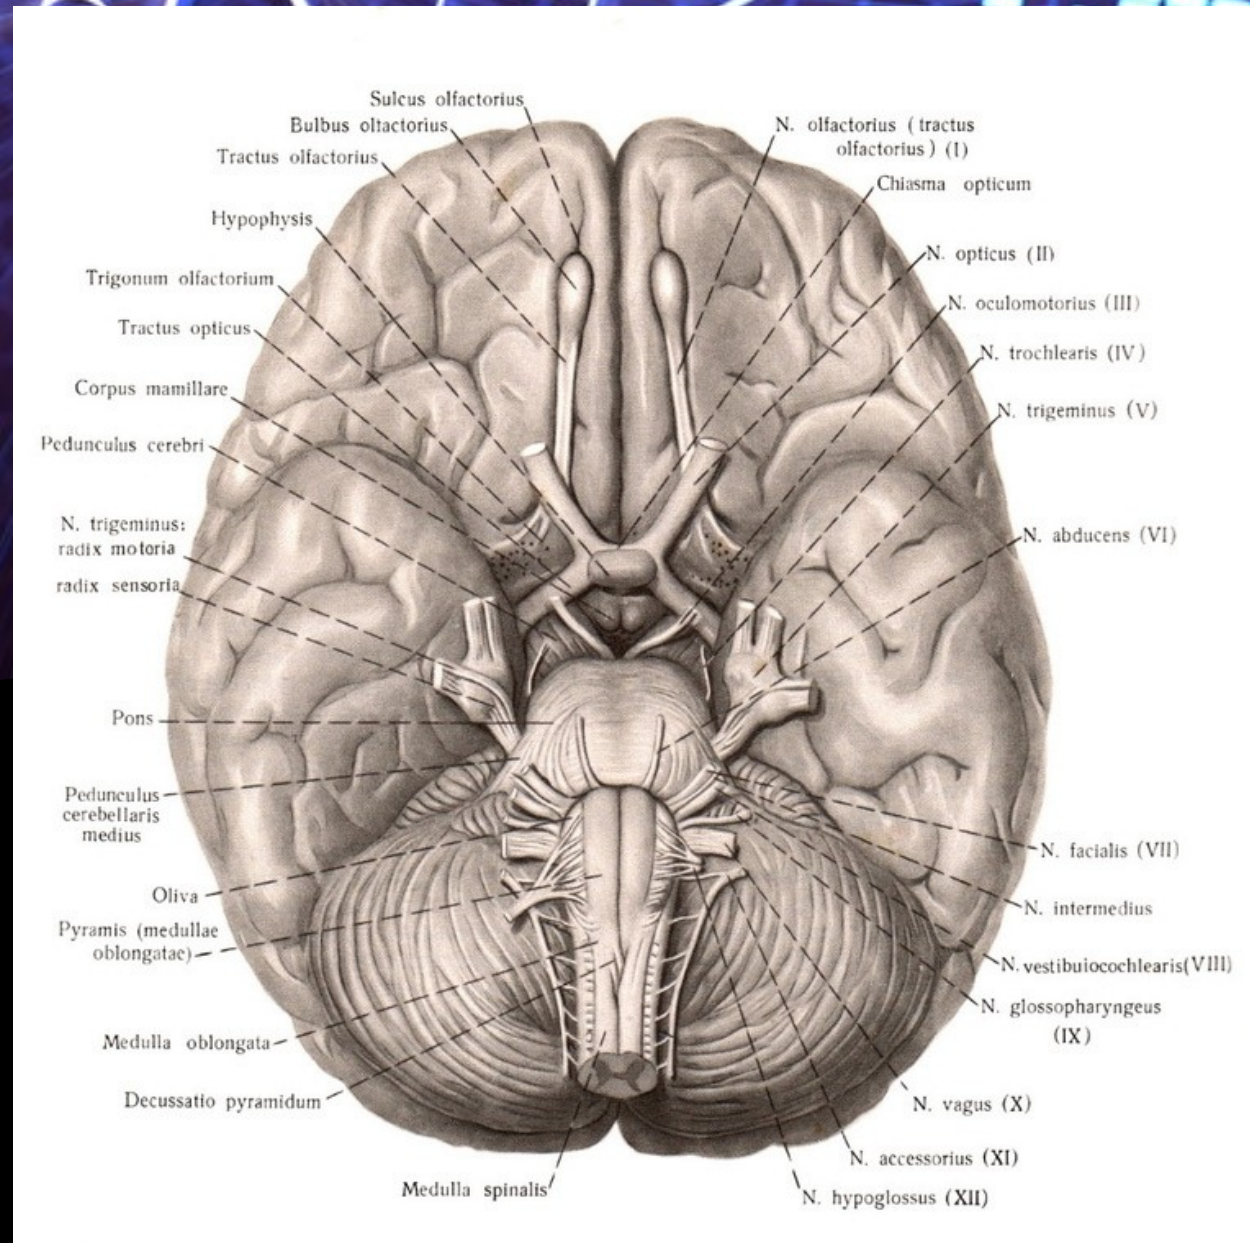 Sulcus olfactorius
Bulbus oltactorius
Tractus olfactorius
Hypophysis
Trigonum olfactorium
Tractus opticus
Corpus mamillare
Pedunculus cerebri
N. trigeminus:
radix motoria
radix sensoria
Pons
Pedunculus
cerebellaris
medius
Oliva
Pyramis (medullae
oblongatae)
Medulla oblongata
Decussatio pyramidum
Medulla spinalis
N. olfactorius (tractus
olfactorius) (I)
Chiasma opticum
N. opticus (II)
N. oculomotorius (III)
N. trochlearis (IV)
N. trigeminus (V)
N. abducens (VI)
N. facialis (VII)
N. intermedius
N. vestibuiocochlearis(VIII)
N. glossopharyngeus
(IX)
N. vagus (X)
N. accessorius (XI)
N. hypoglossus (XII)